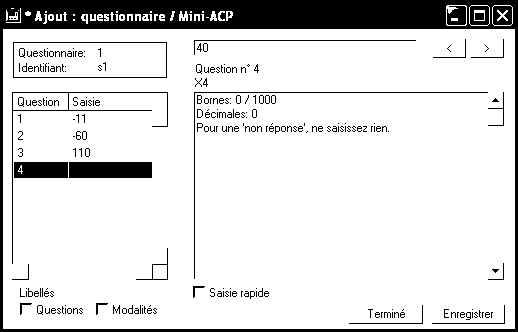 * Ajout : questionnaire / Mini-ACP
Questionnaire: 1
Identifiant: s1
Question Saisie
1 -11
2 -60
3 110
4
Libellés
Questions Modalités
40
< >
Question n° 4
X4
Bornes: 0 / 1000
Décimales: 0
Pour une 'non réponse', ne saisissez rien.
Saisie rapide
Terminé Enregistrer